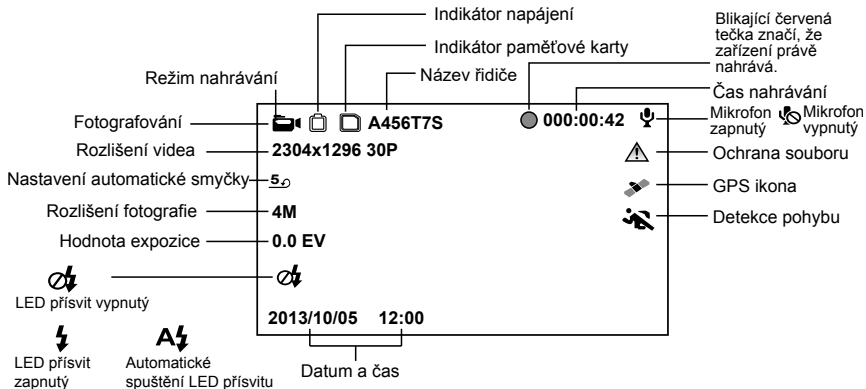 Indikátor napájení
Indikátor paměťové karty
Název řidiče
Režim nahrávání
Blikající červená
tečka značí, že
zařízení právě
nahrává.
Čas nahrávání
Fotografování
A456T7S
000:00:42
Mikrofon
zapnutý
Mikrofon
vypnutý
Rozlišení videa
2304x1296 30P
Ochrana souboru
Nastavení automatické smyčky
5
GPS ikona
Rozlišení fotografie
4M
Detekce pohybu
Hodnota expozice
0.0 EV
LED přísvit vypnutý
2013/10/05 12:00
A
LED přísvit
zapnutý
Automatické
spuštění LED přísvitu
Datum a čas